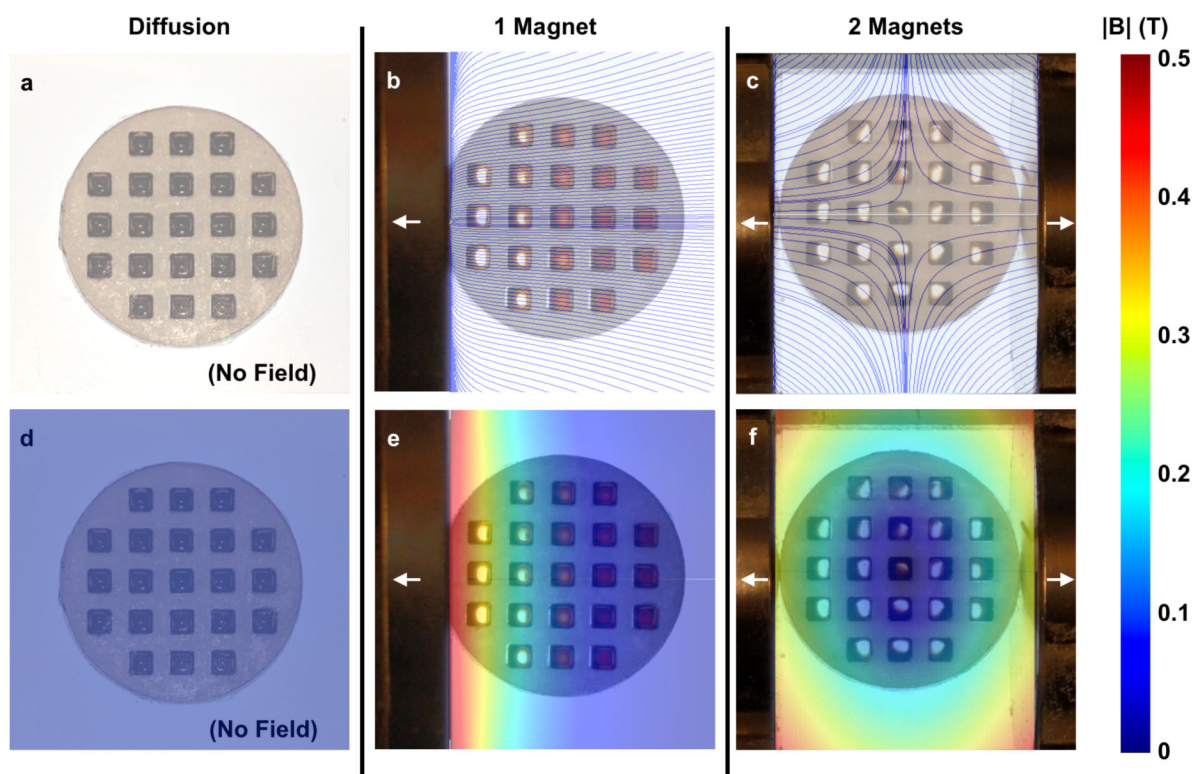 Diffusion
1 Magnet
2 Magnets
|B| (T)
a
b
c
0.5
0.4
0.3
(No Field)
d
e
f
0.2
0.1
(No Field)
0